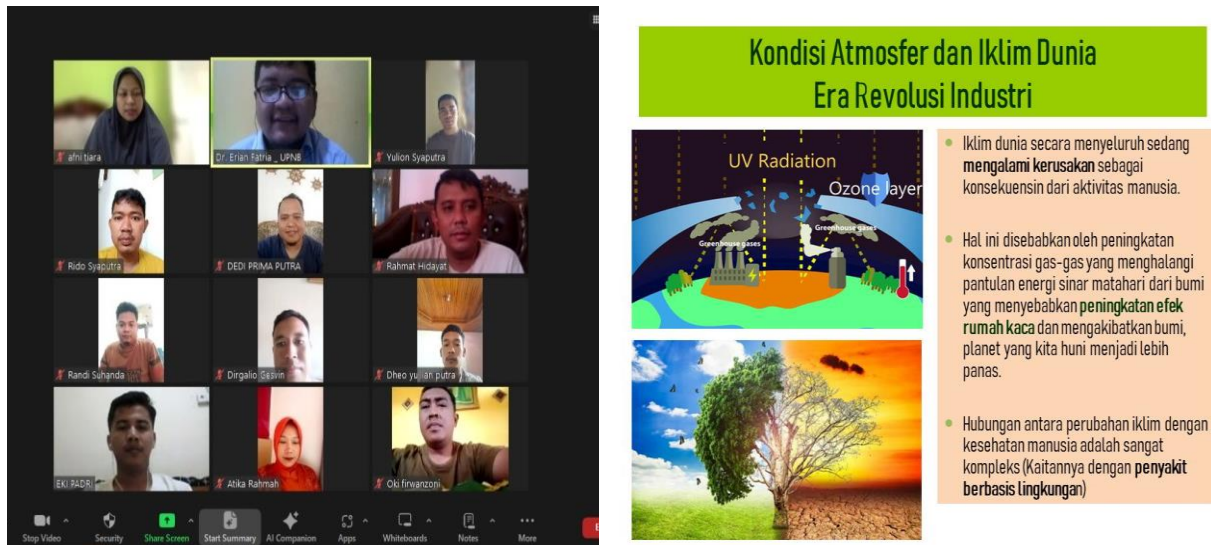 afni tiara
Dr. Erian Fatria _ UPNB
Yulion Syaputra
Rido Syaputra
DEDI PRIMA PUTRA
Rahmat Hidayat
Randi Suhanda
Dirgalio Gesvin
Dheo yulian putra
EKI PADRI
Atika Rahmah
Oki firwanzoni
Stop Video
Security
Share Screen
Start Summary
AI Companion
Apps
Whiteboards
Notes
More
E
Kondisi Atmosfer dan Iklim Dunia
Era Revolusi Industri
UV Radiation
Ozone layer
Greenhouse gases
Greenhouse gases
• Iklim dunia secara menyeluruh sedang
mengalami kerusakan sebagai
konsekuensin dari aktivitas manusia.
• Hal ini disebabkan oleh peningkatan
konsentrasi gas-gas yang menghalangi
pantulan energi sinar matahari dari bumi
yang menyebabkan peningkatan efek
rumah kaca dan mengakibatkan bumi,
planet yang kita huni menjadi lebih
panas.
• Hubungan antara perubahan iklim dengan
kesehatan manusia adalah sangat
kompleks (Kaitannya dengan penyakit
berbasis lingkungan)